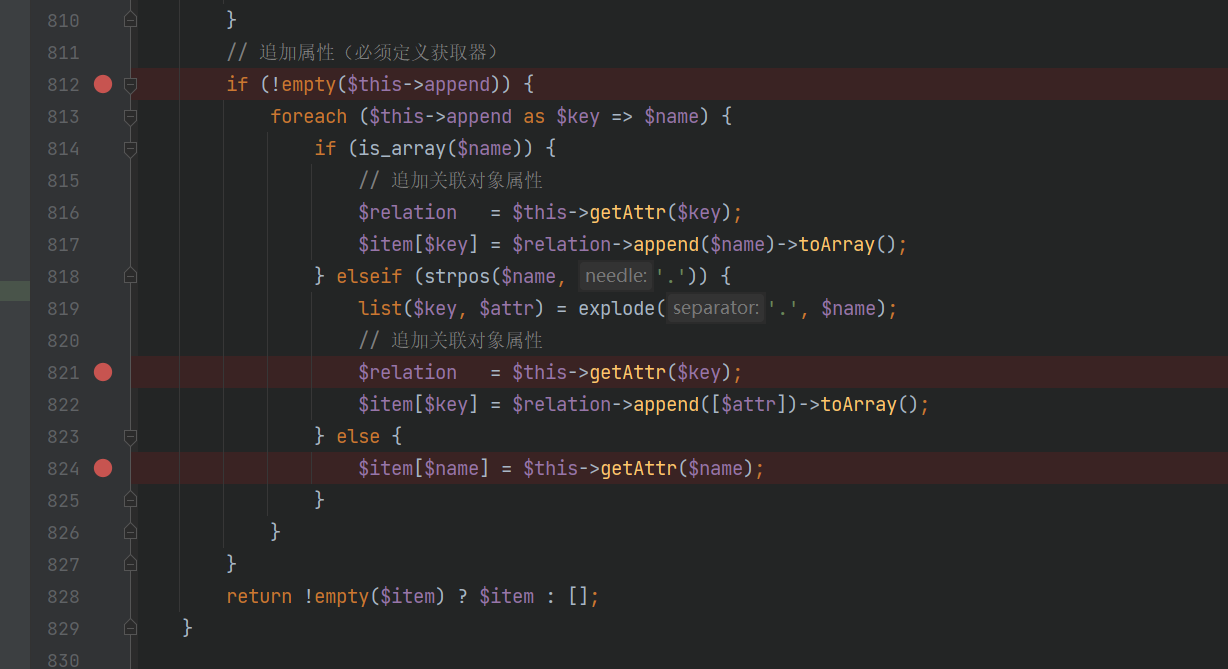 810 }
811 // 追加属性（必须定义获取器）
812 if (!empty($this->append)) {
813 foreach ($this->append as $key => $name) {
814 if (is_array($name)) {
815 // 追加关联对象属性
816 $relation   = $this->getAttr($key);
817 $item[$key] = $relation->append($name)->toArray();
818 } elseif (strpos($name, needle: '.')) {
819 list($key, $attr) = explode( separator: '.', $name);
820 // 追加关联对象属性
821 $relation   = $this->getAttr($key);
822 $item[$key] = $relation->append([$attr])->toArray();
823 } else {
824 $item[$name] = $this->getAttr($name);
825 }
826 }
827 }
828 return !empty($item) ? $item : [];
829 }
830